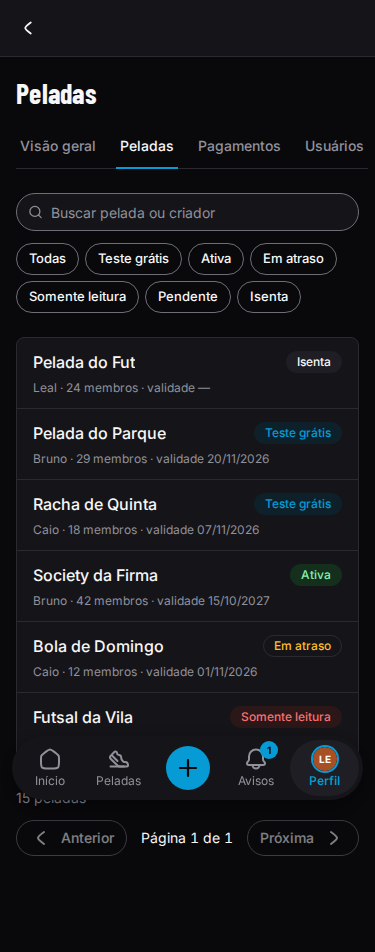 Peladas
Visão geral Peladas Pagamentos Usuários
Buscar pelada ou criador
Todas Teste grátis Ativa Em atraso
Somente leitura Pendente Isenta
Pelada do Fut Isenta
Leal · 24 membros · validade —
Pelada do Parque Teste grátis
Bruno · 29 membros · validade 20/11/2026
Racha de Quinta Teste grátis
Caio · 18 membros · validade 07/11/2026
Society da Firma Ativa
Bruno · 42 membros · validade 15/10/2027
Bola de Domingo Em atraso
Caio · 12 membros · validade 01/11/2026
Futsal da Vila Somente leitura
1
LE
Início Peladas Avisos Perfil
15 peladas
Anterior Página 1 de 1 Próxima